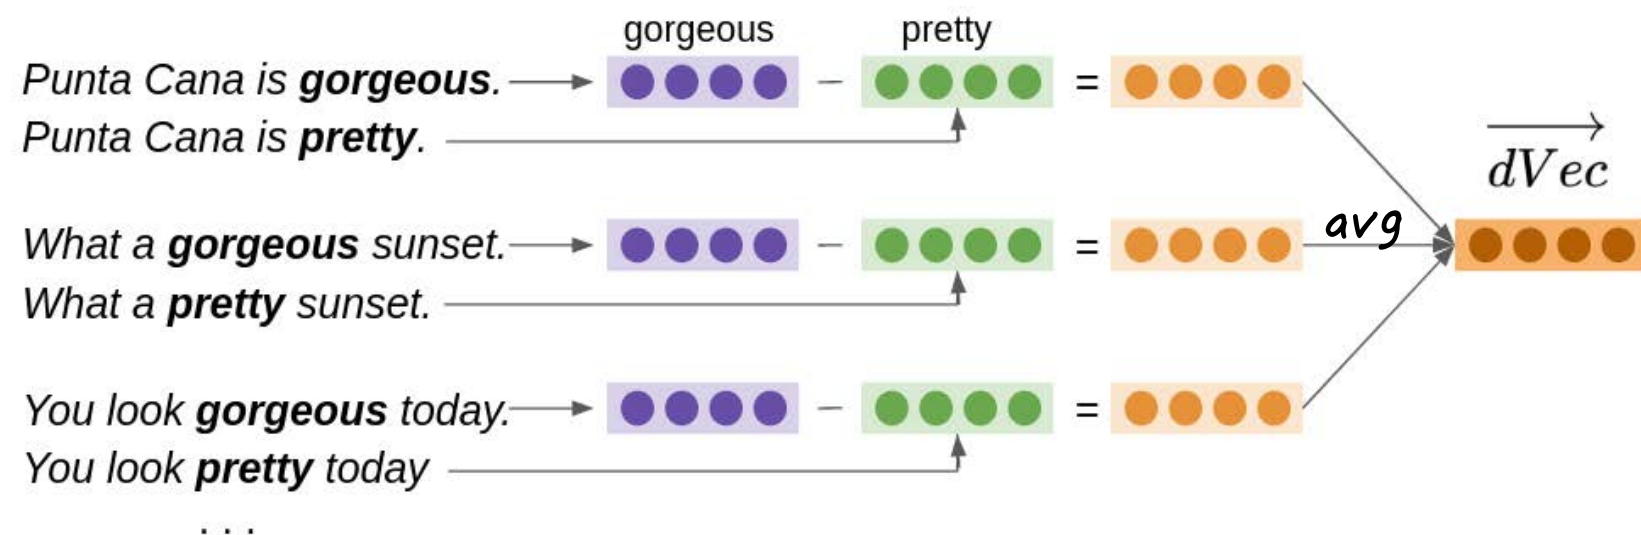 gorgeous pretty
Punta Cana is gorgeous. − =
Punta Cana is pretty.
dVec
What a gorgeous sunset. − = avg
What a pretty sunset.
You look gorgeous today. − =
You look pretty today
...